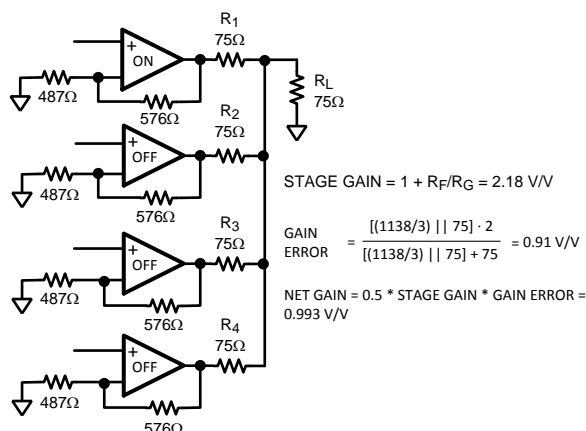 R1
75Ω
+
ON
487Ω
576Ω
RL
75Ω
R2
75Ω
+
OFF
487Ω
576Ω
STAGE GAIN = 1 + RF/RG = 2.18 V/V
GAIN ERROR = [(1138/3) || 75] · 2 / [(1138/3) || 75] + 75 = 0.91 V/V
R3
75Ω
+
OFF
487Ω
576Ω
NET GAIN = 0.5 * STAGE GAIN * GAIN ERROR =
0.993 V/V
R4
75Ω
+
OFF
487Ω
576Ω